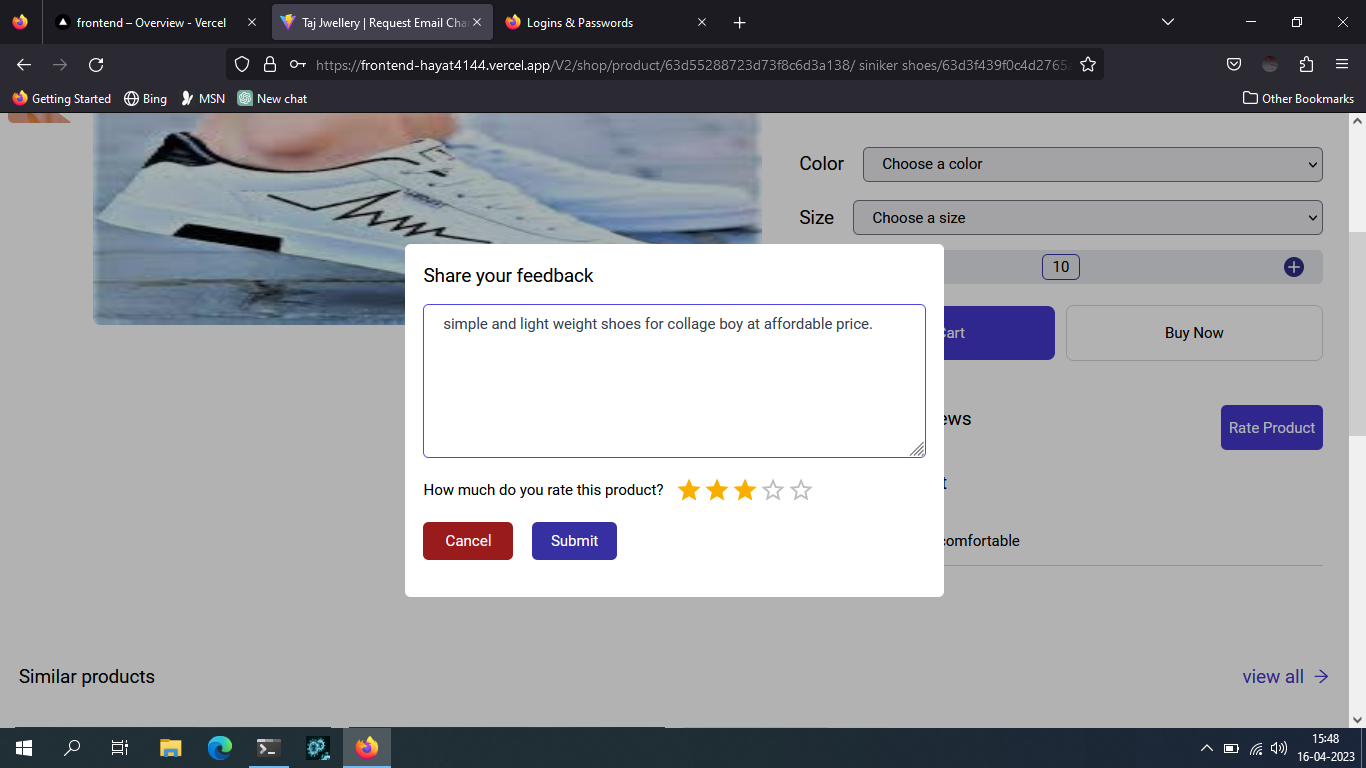 frontend – Overview - Vercel
Taj Jwellery | Request Email Cha
Logins & Passwords
https://frontend-hayat4144.vercel.app/V2/shop/product/63d55288723d73f8c6d3a138/ siniker shoes/63d3f439f0c4d2765
Getting Started
Bing
MSN
New chat
Other Bookmarks
Color
Choose a color
Size
Choose a size
10
Cart
Buy Now
Rate Product
Share your feedback
simple and light weight shoes for collage boy at affordable price.
How much do you rate this product?
Cancel
Submit
comfortable
Similar products
view all
15:48
16-04-2023